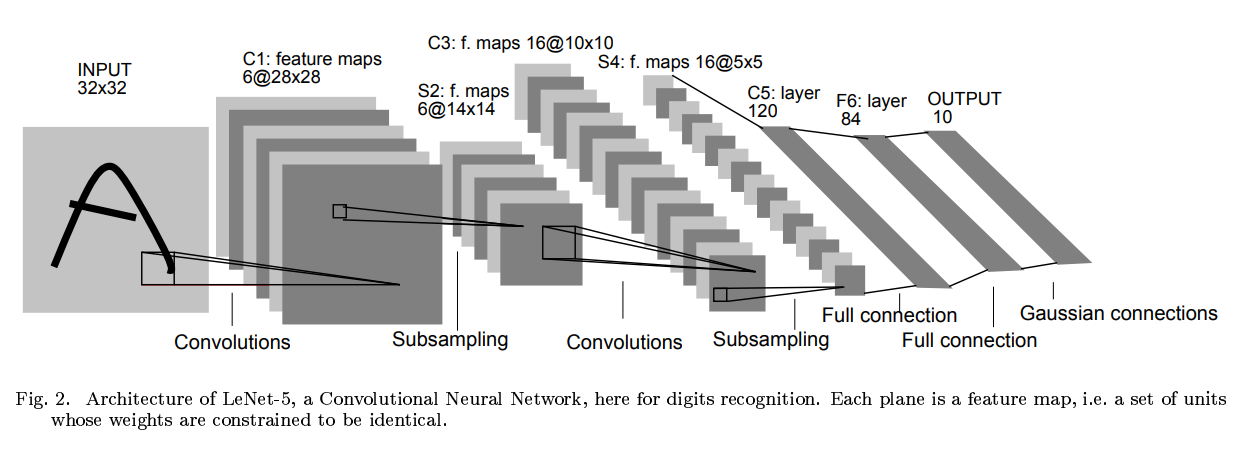 INPUT
32x32
C1: feature maps
6@28x28
S2: f. maps
6@14x14
C3: f. maps 16@10x10
S4: f. maps 16@5x5
C5: layer
120
F6: layer
84
OUTPUT
10
Convolutions
Subsampling
Convolutions
Subsampling
Full connection
Full connection
Gaussian connections
Fig. 2. Architecture of LeNet-5, a Convolutional Neural Network, here for digits recognition. Each plane is a feature map, i.e. a set of units
whose weights are constrained to be identical.